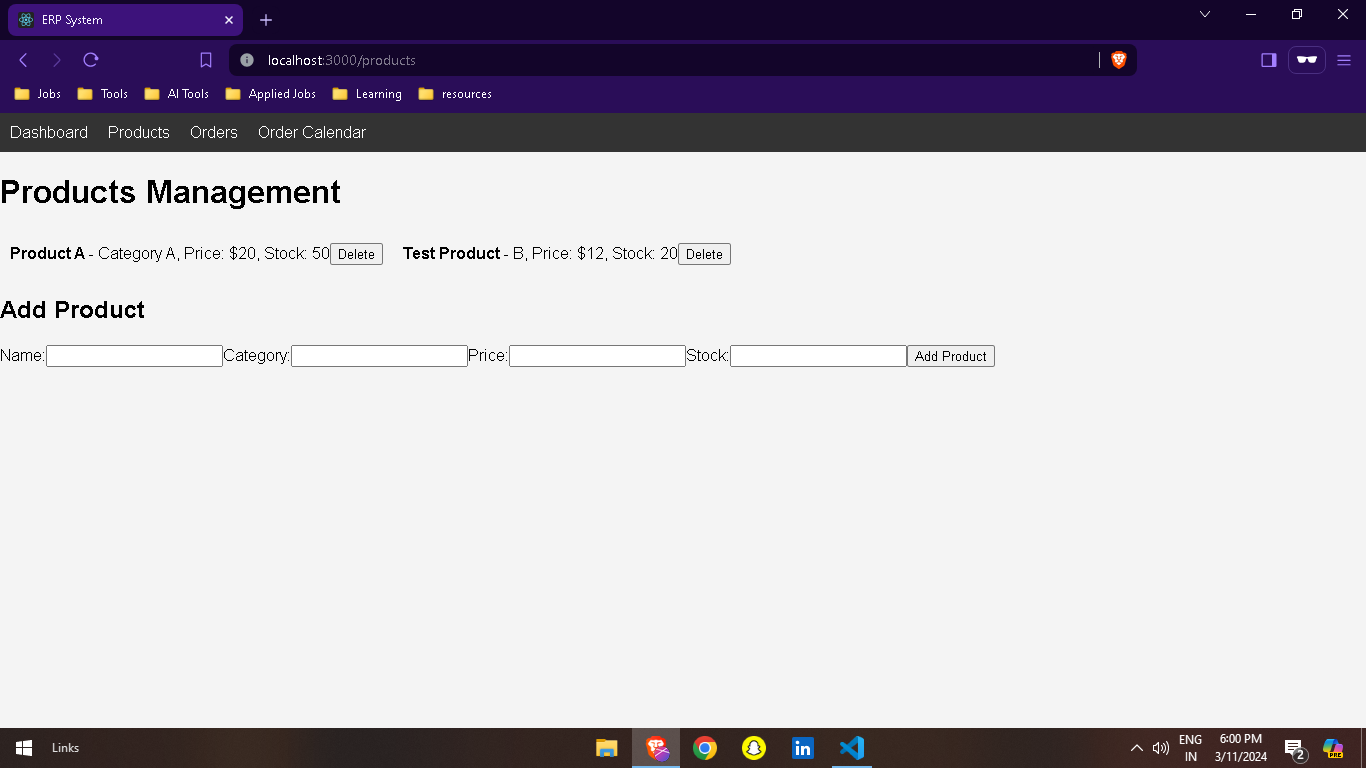 ERP System
localhost:3000/products
Jobs Tools AI Tools Applied Jobs Learning resources
Dashboard Products Orders Order Calendar
Products Management
Product A - Category A, Price: $20, Stock: 50 Delete Test Product - B, Price: $12, Stock: 20 Delete
Add Product
Name: Category: Price: Stock: Add Product
Links
ENG 6:00 PM
IN 3/11/2024
2
PRE